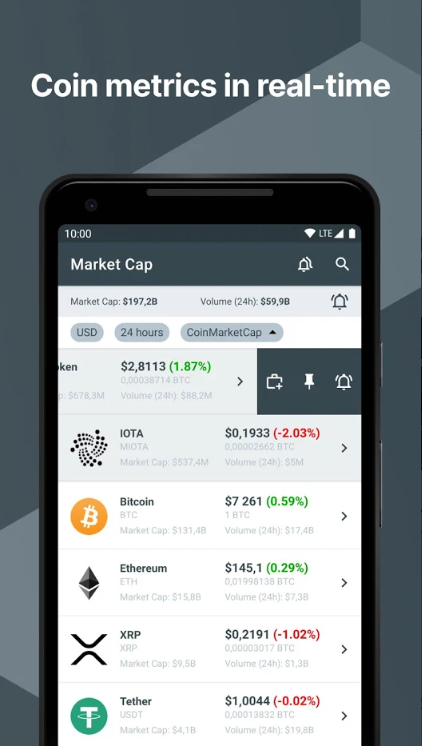 Coin metrics in real-time
10:00 LTE
Market Cap
Market Cap: $197,2B Volume (24h): $59,9B
USD 24 hours CoinMarketCap
ken $2,8113 (1.87%)
0,00038714 BTC
p: $678,3M Volume (24h): $88,2M
IOTA $0,1933 (-2.03%)
MIOTA 0,00002662 BTC
Market Cap: $537,4M Volume (24h): $5M
Bitcoin $7 261 (0.59%)
BTC 1 BTC
Market Cap: $131,4B Volume (24h): $17,4B
Ethereum $145,1 (0.29%)
ETH 0,01998138 BTC
Market Cap: $15,8B Volume (24h): $7,3B
XRP $0,2191 (-1.02%)
XRP 0,00003017 BTC
Market Cap: $9,5B Volume (24h): $1,3B
Tether $1,0044 (-0.02%)
USDT 0,00013832 BTC
Market Cap: $4,1B Volume (24h): $19,8B